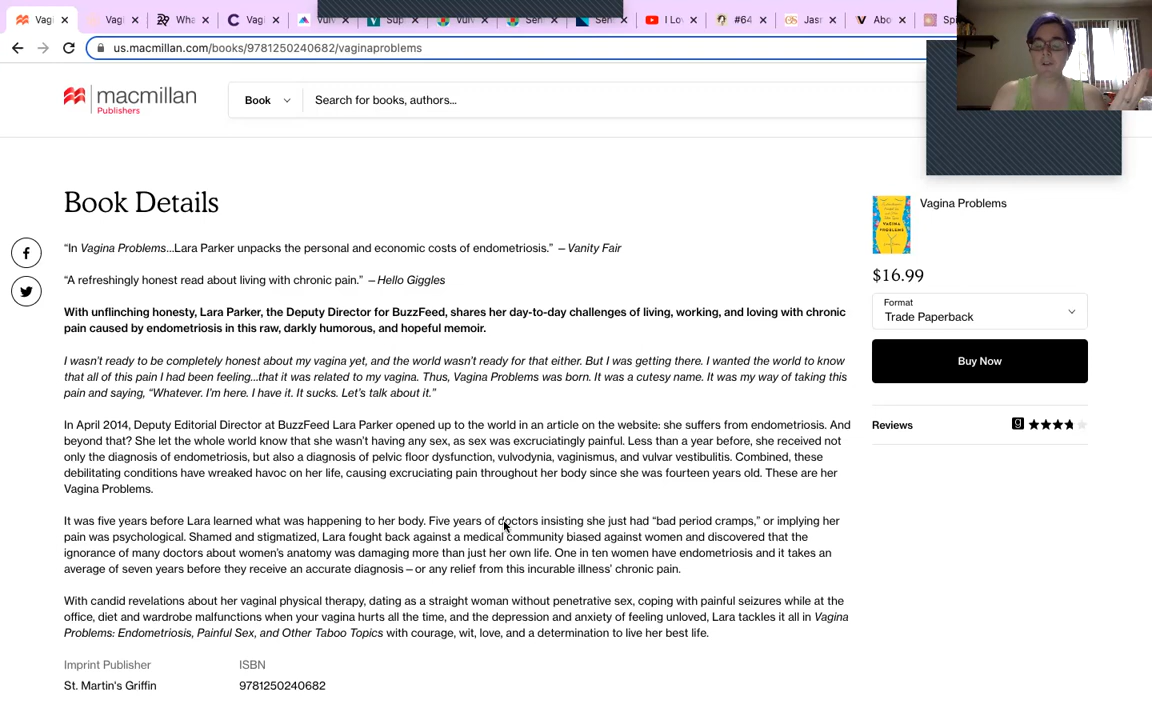 Vagi
Vagi
Wha
Vagi
Vulv
Sup
Vulv
Sen
Sen
I Lov
#64
Jasr
Abo
Spi
us.macmillan.com/books/9781250240682/vaginaproblems
macmillan
Publishers
Book
Search for books, authors...
Book Details
“In Vagina Problems...Lara Parker unpacks the personal and economic costs of endometriosis.” —Vanity Fair
“A refreshingly honest read about living with chronic pain.” —Hello Giggles
With unflinching honesty, Lara Parker, the Deputy Director for BuzzFeed, shares her day-to-day challenges of living, working, and loving with chronic
pain caused by endometriosis in this raw, darkly humorous, and hopeful memoir.
I wasn’t ready to be completely honest about my vagina yet, and the world wasn’t ready for that either. But I was getting there. I wanted the world to know
that all of this pain I had been feeling...that it was related to my vagina. Thus, Vagina Problems was born. It was a cutesy name. It was my way of taking this
pain and saying, “Whatever. I’m here. I have it. It sucks. Let’s talk about it.”
In April 2014, Deputy Editorial Director at BuzzFeed Lara Parker opened up to the world in an article on the website: she suffers from endometriosis. And
beyond that? She let the whole world know that she wasn’t having any sex, as sex was excruciatingly painful. Less than a year before, she received not
only the diagnosis of endometriosis, but also a diagnosis of pelvic floor dysfunction, vulvodynia, vaginismus, and vulvar vestibulitis. Combined, these
debilitating conditions have wreaked havoc on her life, causing excruciating pain throughout her body since she was fourteen years old. These are her
Vagina Problems.
It was five years before Lara learned what was happening to her body. Five years of doctors insisting she just had “bad period cramps,” or implying her
pain was psychological. Shamed and stigmatized, Lara fought back against a medical community biased against women and discovered that the
ignorance of many doctors about women’s anatomy was damaging more than just her own life. One in ten women have endometriosis and it takes an
average of seven years before they receive an accurate diagnosis—or any relief from this incurable illness’ chronic pain.
With candid revelations about her vaginal physical therapy, dating as a straight woman without penetrative sex, coping with painful seizures while at the
office, diet and wardrobe malfunctions when your vagina hurts all the time, and the depression and anxiety of feeling unloved, Lara tackles it all in Vagina
Problems: Endometriosis, Painful Sex, and Other Taboo Topics with courage, wit, love, and a determination to live her best life.
Imprint Publisher
ISBN
St. Martin's Griffin
9781250240682
Vagina Problems
$16.99
Format
Trade Paperback
Buy Now
Reviews